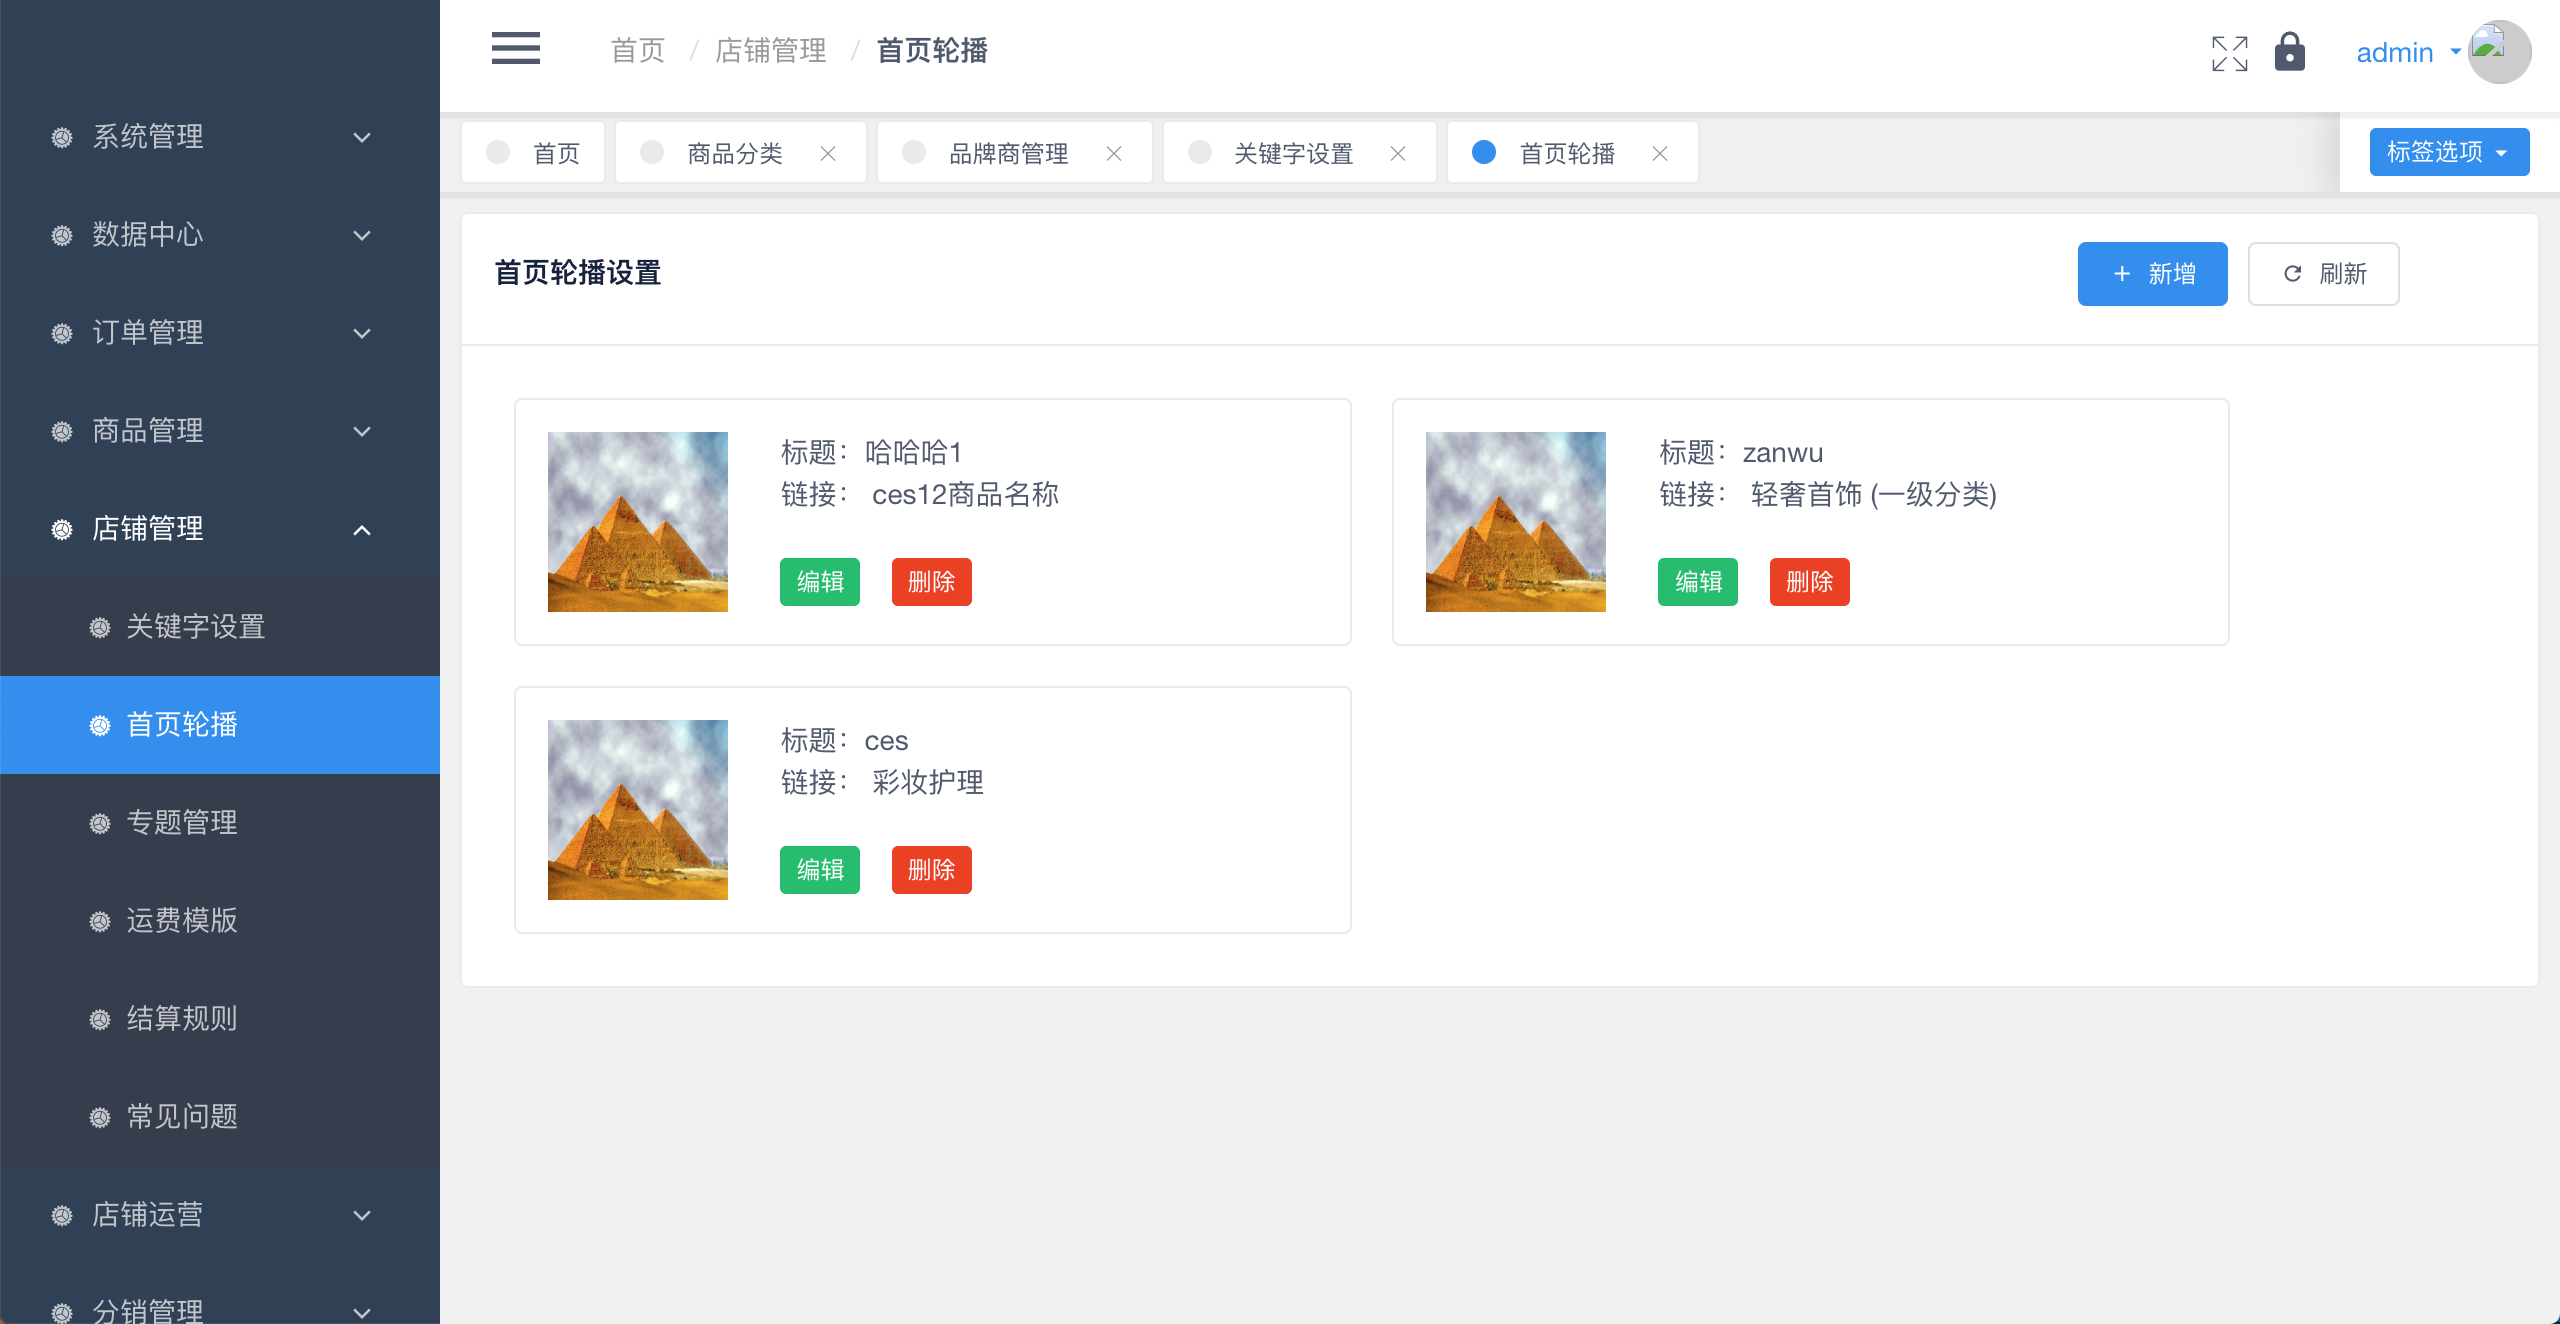 首页 / 店铺管理 / 首页轮播
admin
首页
商品分类
品牌商管理
关键字设置
首页轮播
标签选项
系统管理
数据中心
订单管理
商品管理
店铺管理
关键字设置
首页轮播
专题管理
运费模版
结算规则
常见问题
店铺运营
分销管理
首页轮播设置
新增
刷新
标题：哈哈哈1
链接： ces12商品名称
编辑 删除
标题：zanwu
链接： 轻奢首饰 (一级分类)
编辑 删除
标题：ces
链接： 彩妆护理
编辑 删除